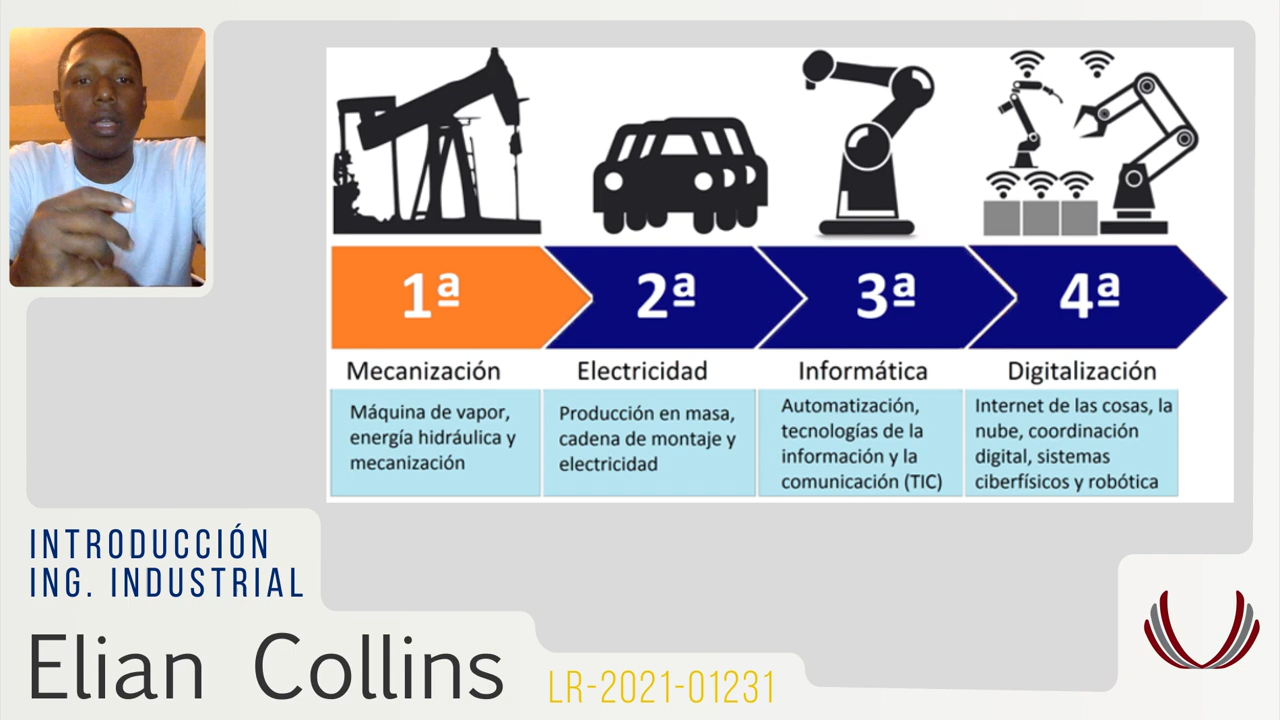 1ª
2ª
3ª
4ª
Mecanización
Electricidad
Informática
Digitalización
Máquina de vapor,
energía hidráulica y
mecanización
Producción en masa,
cadena de montaje y
electricidad
Automatización,
tecnologías de la
información y la
comunicación (TIC)
Internet de las cosas, la
nube, coordinación
digital, sistemas
ciberfísicos y robótica
INTRODUCCIÓN
ING. INDUSTRIAL
Elian Collins
LR-2021-01231